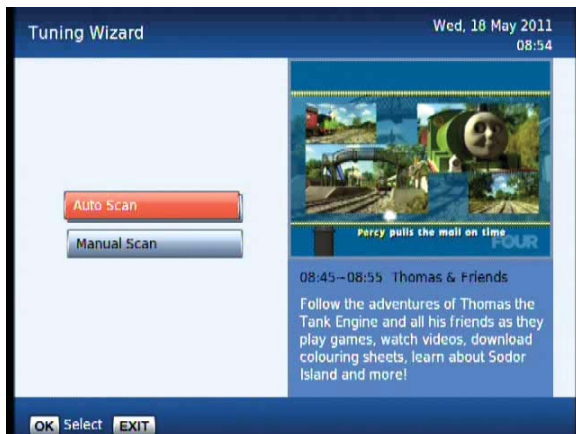 Tuning Wizard
Wed, 18 May 2011
08:54
Auto Scan
Manual Scan
Percy pulls the mail on time
FOUR
08:45~08:55 Thomas & Friends
Follow the adventures of Thomas the
Tank Engine and all his friends as they
play games, watch videos, download
colouring sheets, learn about Sodor
Island and more!
OK Select EXIT